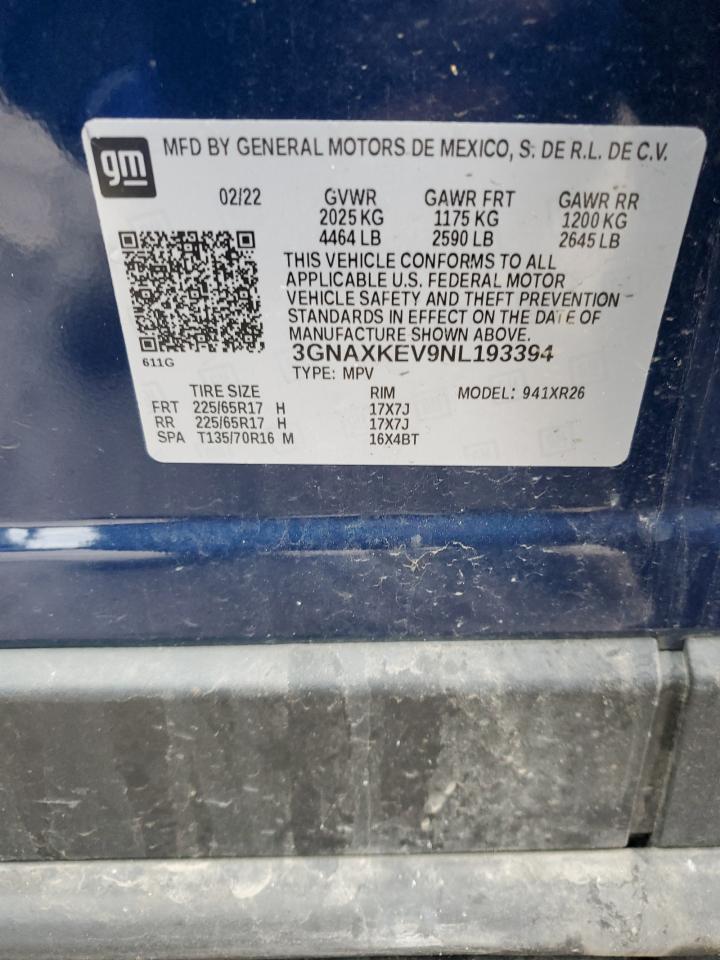 gm
MFD BY GENERAL MOTORS DE MEXICO, S. DE R.L. DE C.V.
02/22 GVWR GAWR FRT GAWR RR
2025 KG 1175 KG 1200 KG
4464 LB 2590 LB 2645 LB
THIS VEHICLE CONFORMS TO ALL
APPLICABLE U.S. FEDERAL MOTOR
VEHICLE SAFETY AND THEFT PREVENTION
STANDARDS IN EFFECT ON THE DATE OF
MANUFACTURE SHOWN ABOVE.
3GNAXKEV9NL193394
611G
TYPE: MPV
TIRE SIZE RIM MODEL: 941XR26
FRT 225/65R17 H 17X7J
RR 225/65R17 H 17X7J
SPA T135/70R16 M 16X4BT